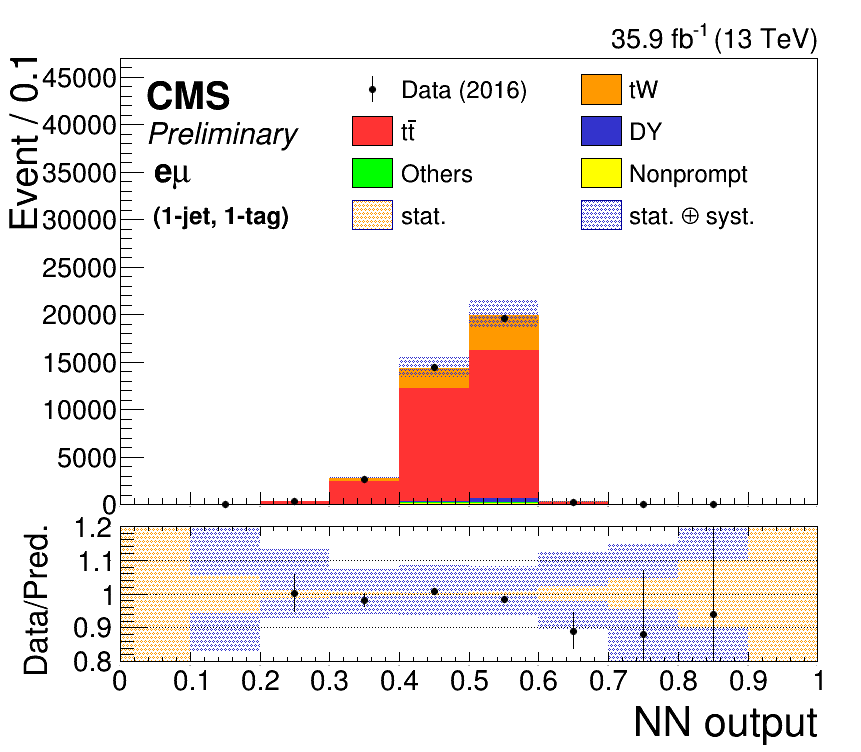 35.9 fb⁻¹ (13 TeV)
Event / 0.1
45000
40000
35000
30000
25000
20000
15000
10000
5000
0
CMS
Preliminary
eμ
(1-jet, 1-tag)
Data (2016)
tW
tt̄
DY
Others
Nonprompt
stat.
stat. ⊕ syst.
Data/Pred.
1.2
1.1
1
0.9
0.8
0 0.1 0.2 0.3 0.4 0.5 0.6 0.7 0.8 0.9 1
NN output